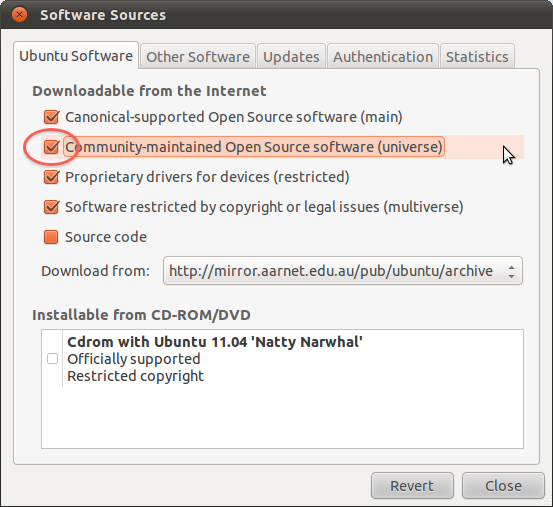 Software Sources
Ubuntu Software
Other Software
Updates
Authentication
Statistics
Downloadable from the Internet
Canonical-supported Open Source software (main)
Community-maintained Open Source software (universe)
Proprietary drivers for devices (restricted)
Software restricted by copyright or legal issues (multiverse)
Source code
Download from: http://mirror.aarnet.edu.au/pub/ubuntu/archive
Installable from CD-ROM/DVD
Cdrom with Ubuntu 11.04 'Natty Narwhal'
Officially supported
Restricted copyright
Revert
Close